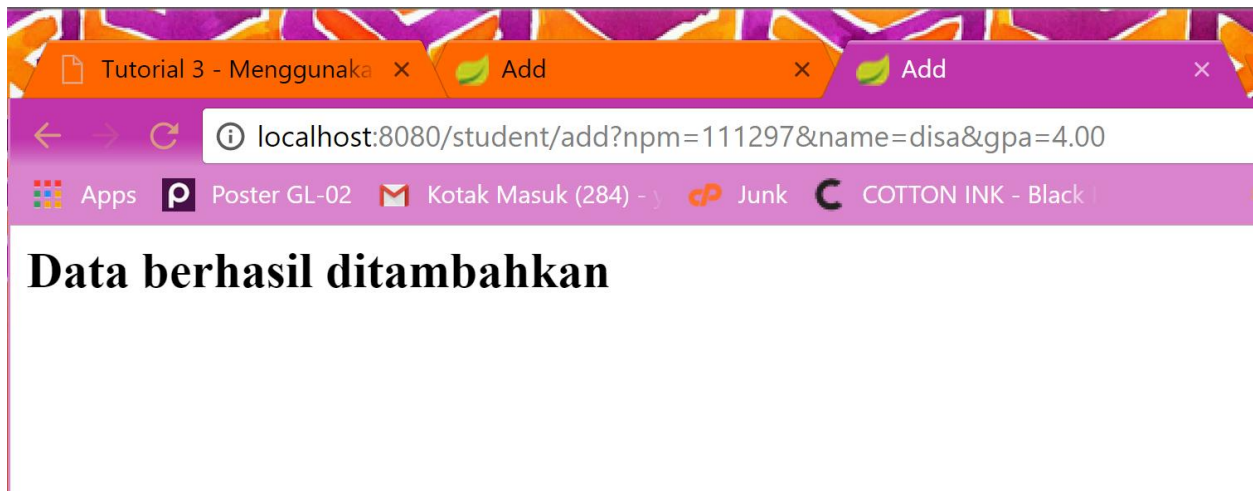 Tutorial 3 - Menggunaka Add Add
localhost:8080/student/add?npm=111297&name=disa&gpa=4.00
Apps Poster GL-02 Kotak Masuk (284) - Junk COTTON INK - Black
Data berhasil ditambahkan